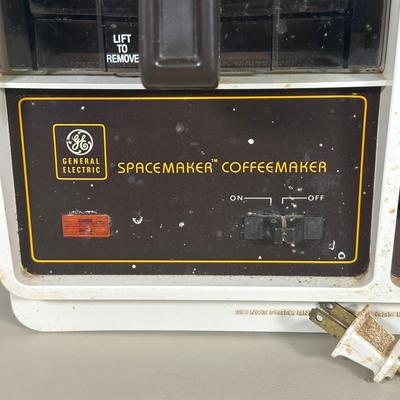 LIFT
TO
REMOVE
GE
GENERAL
ELECTRIC
SPACEMAKER™ COFFEEMAKER
ON
OFF